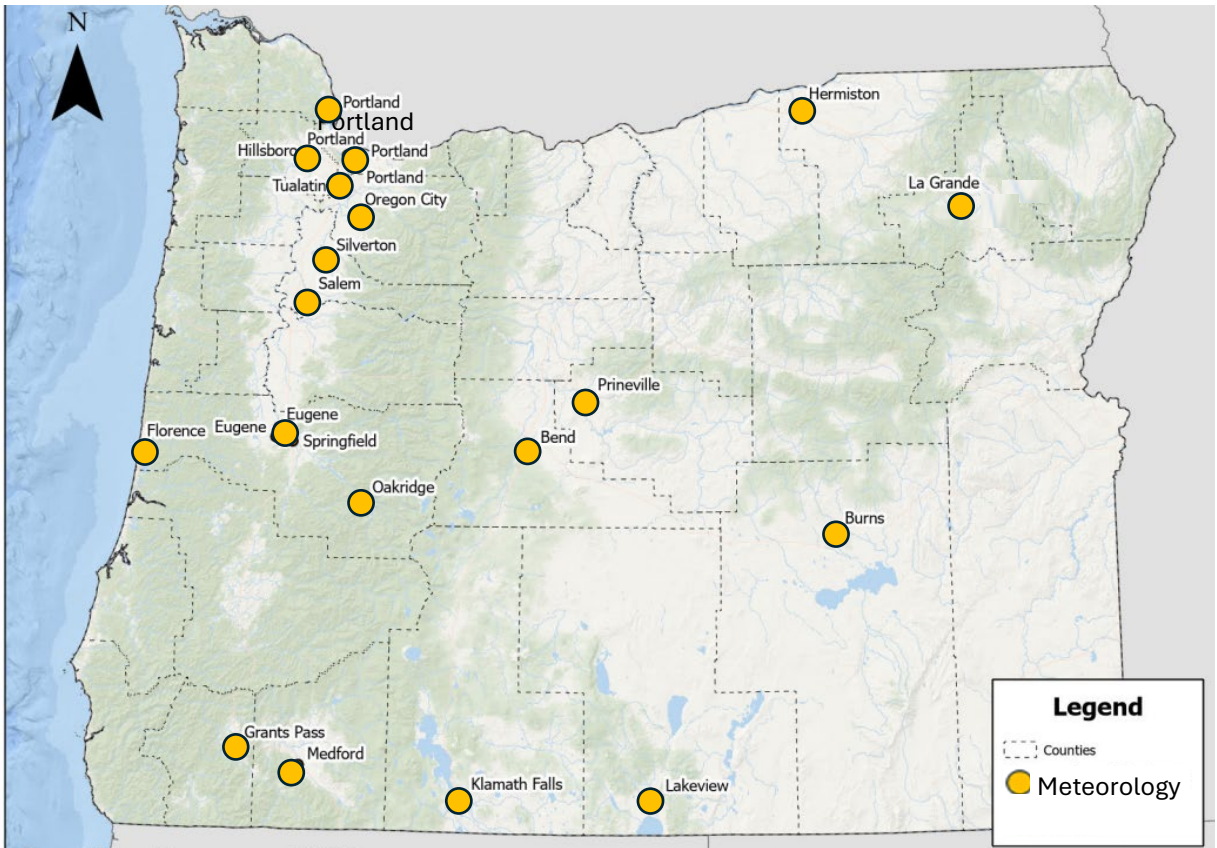 N
Portland
Portland
Portland
Hillsboro
Portland
Tualatin
Portland
Oregon City
Silverton
Salem
Hermiston
La Grande
Prineville
Eugene
Eugene
Springfield
Florence
Bend
Oakridge
Burns
Grants Pass
Medford
Klamath Falls
Lakeview
Legend
Counties
Meteorology